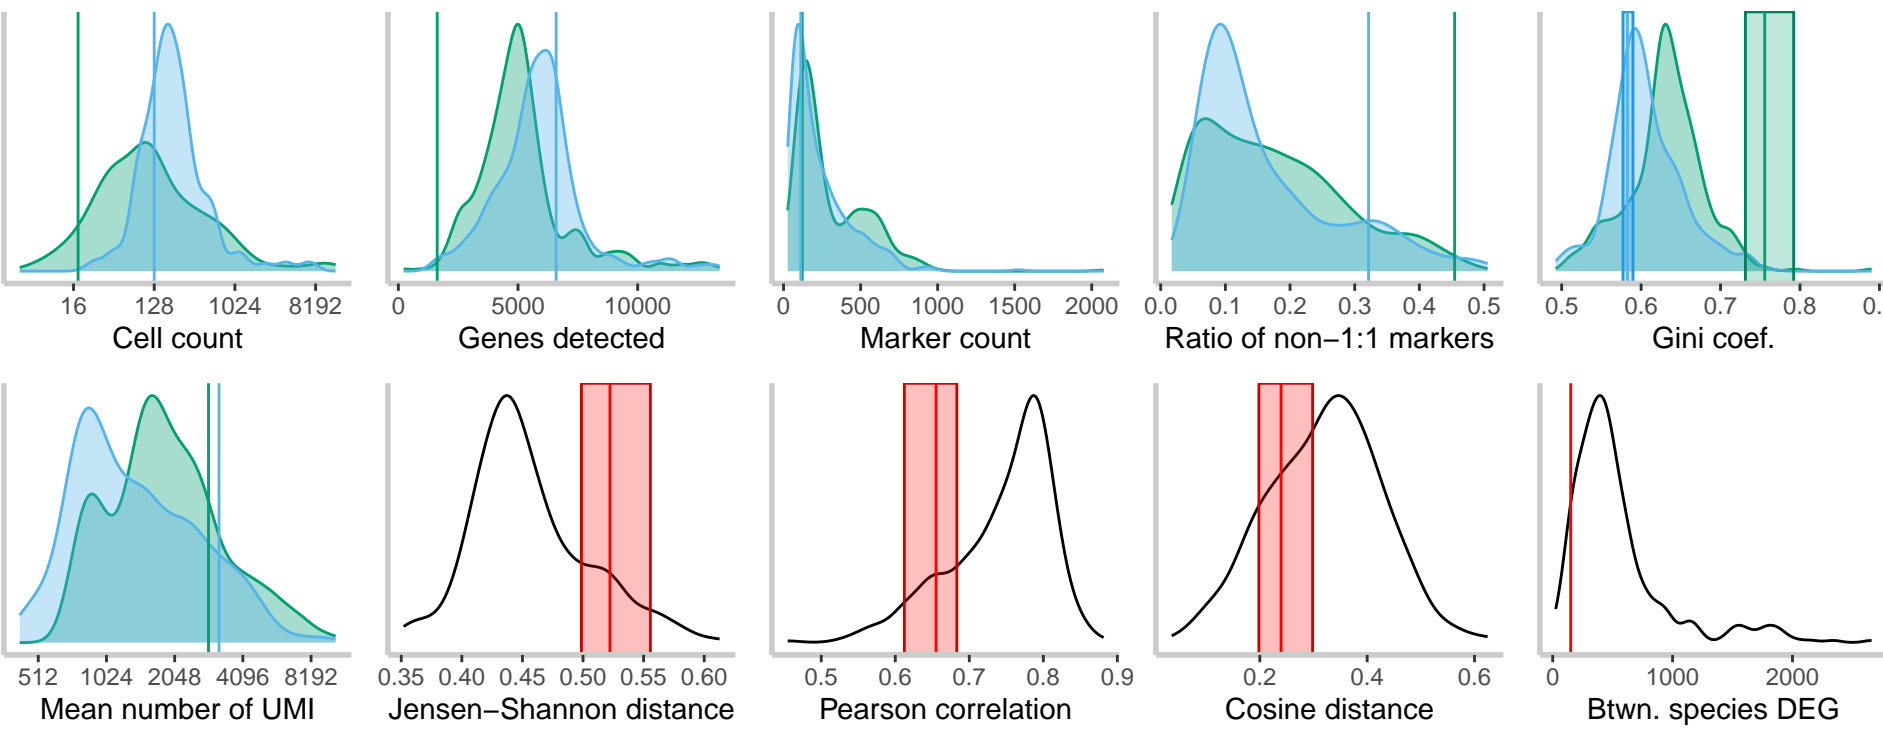 16 128 1024 8192
Cell count
0 5000 10000
Genes detected
0 500 1000 1500 2000
Marker count
0.0 0.1 0.2 0.3 0.4 0.5
Ratio of non−1:1 markers
0.5 0.6 0.7 0.8 0.
Gini coef.
512 1024 2048 4096 8192
Mean number of UMI
0.35 0.40 0.45 0.50 0.55 0.60
Jensen−Shannon distance
0.5 0.6 0.7 0.8 0.9
Pearson correlation
0.2 0.4 0.6
Cosine distance
0 1000 2000
Btwn. species DEG